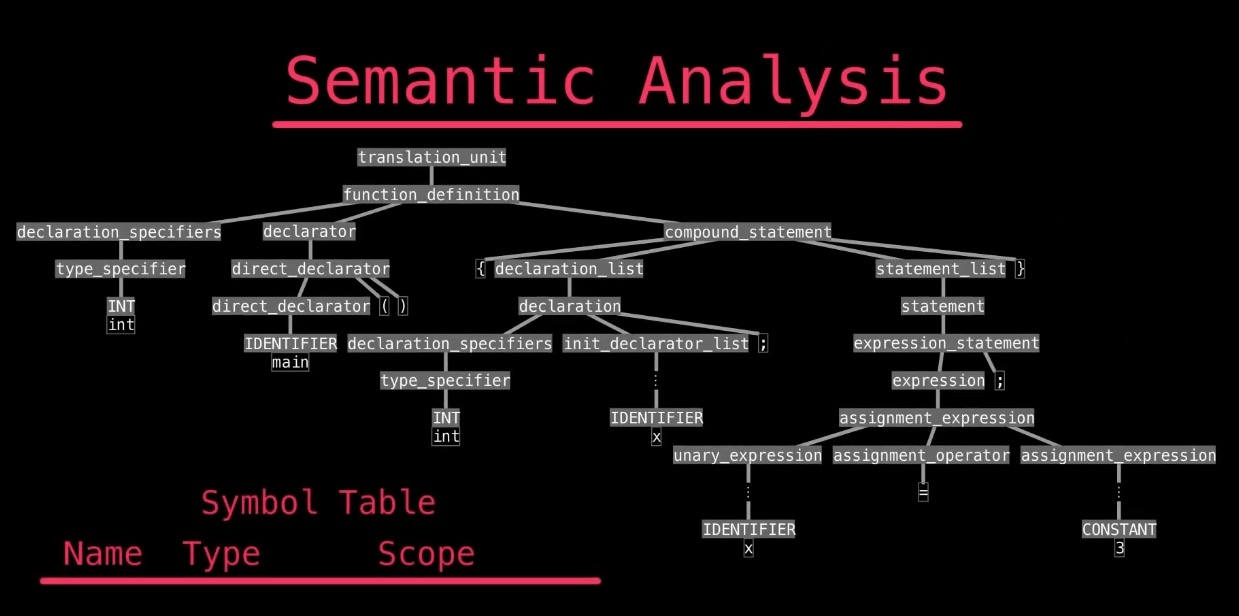 Semantic Analysis
translation_unit
function_definition
declaration_specifiers declarator compound_statement
type_specifier direct_declarator { declaration_list statement_list }
INT direct_declarator ( ) declaration statement
int
IDENTIFIER declaration_specifiers init_declarator_list ; expression_statement
main
type_specifier ⋮ expression ;
INT IDENTIFIER assignment_expression
int x
unary_expression assignment_operator assignment_expression
⋮ = ⋮
Symbol Table
IDENTIFIER CONSTANT
x 3
Name Type Scope